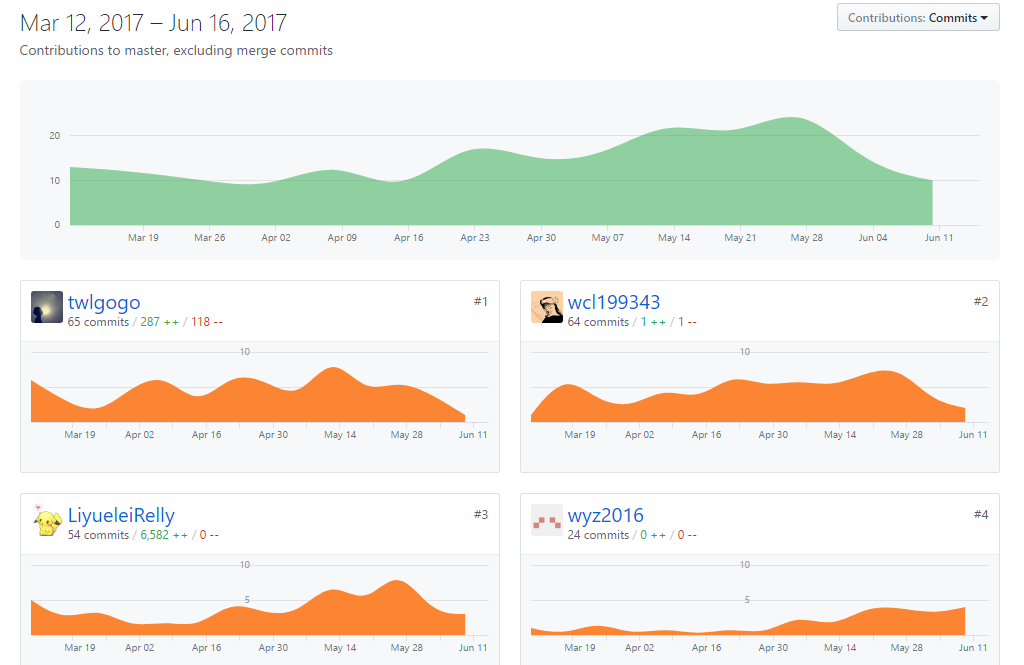 Mar 12, 2017 – Jun 16, 2017
Contributions: Commits
Contributions to master, excluding merge commits
20
10
0
Mar 19 Mar 26 Apr 02 Apr 09 Apr 16 Apr 23 Apr 30 May 07 May 14 May 21 May 28 Jun 04 Jun 11
twlgogo #1
65 commits / 287 ++ / 118 --
10
Mar 19 Apr 02 Apr 16 Apr 30 May 14 May 28 Jun 11
wcl199343 #2
64 commits / 1 ++ / 1 --
10
Mar 19 Apr 02 Apr 16 Apr 30 May 14 May 28 Jun 11
LiyueleiRelly #3
54 commits / 6,582 ++ / 0 --
10
5
Mar 19 Apr 02 Apr 16 Apr 30 May 14 May 28 Jun 11
wyz2016 #4
24 commits / 0 ++ / 0 --
10
5
Mar 19 Apr 02 Apr 16 Apr 30 May 14 May 28 Jun 11